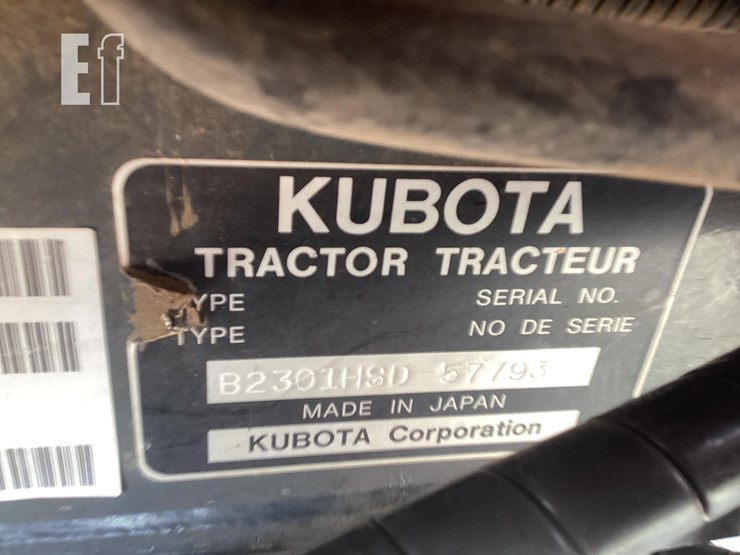 Ef
KUBOTA
TRACTOR TRACTEUR
YPE SERIAL NO.
TYPE NO DE SERIE
B2301HSD 57793
MADE IN JAPAN
KUBOTA Corporation